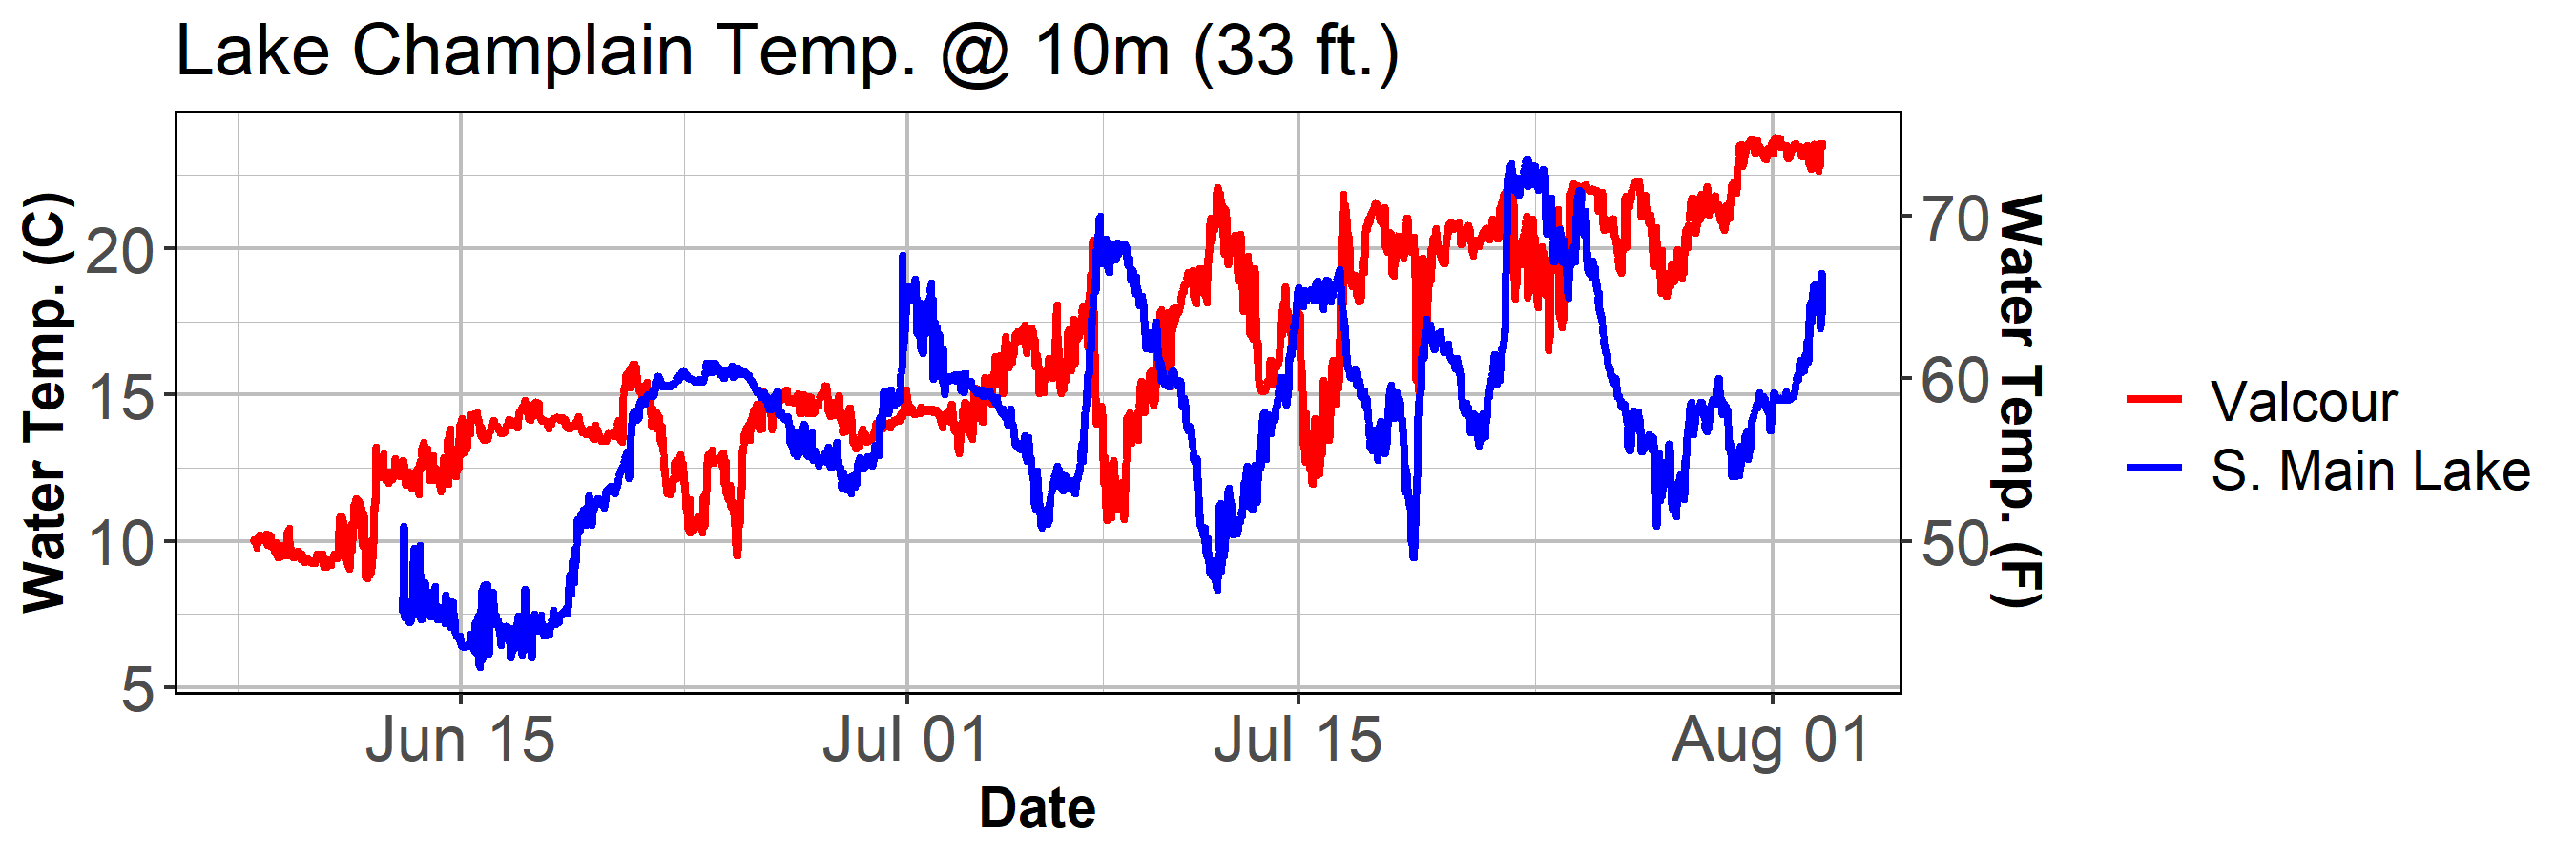 Lake Champlain Temp. @ 10m (33 ft.)
Water Temp. (C)
20
15
10
5
70
60
50
Water Temp. (F)
Jun 15
Jul 01
Jul 15
Aug 01
Date
Valcour
S. Main Lake